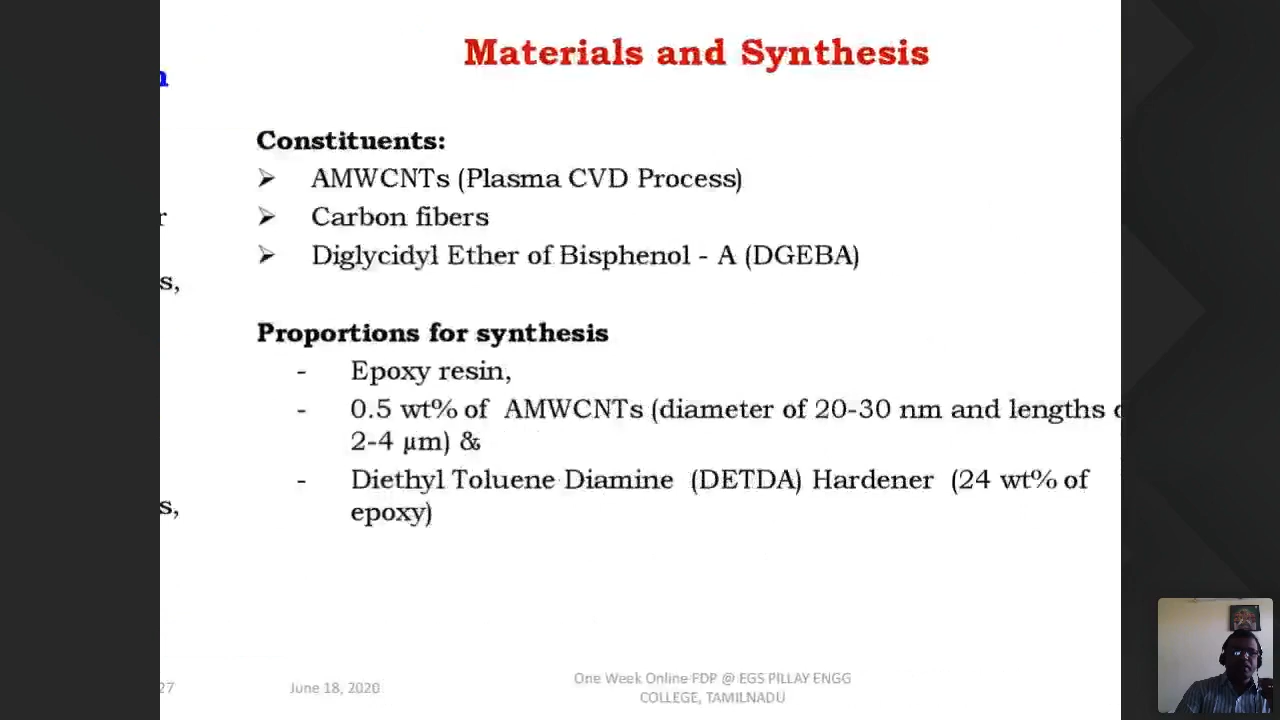 Materials and Synthesis
n
Constituents:
➢ AMWCNTs (Plasma CVD Process)
r
➢ Carbon fibers
➢ Diglycidyl Ether of Bisphenol - A (DGEBA)
s,
Proportions for synthesis
- Epoxy resin,
- 0.5 wt% of AMWCNTs (diameter of 20-30 nm and lengths
2-4 µm) &
- Diethyl Toluene Diamine (DETDA) Hardener (24 wt% of
s,
epoxy)
27
June 18, 2020
One Week Online FDP @ EGS PILLAY ENGG
COLLEGE, TAMILNADU